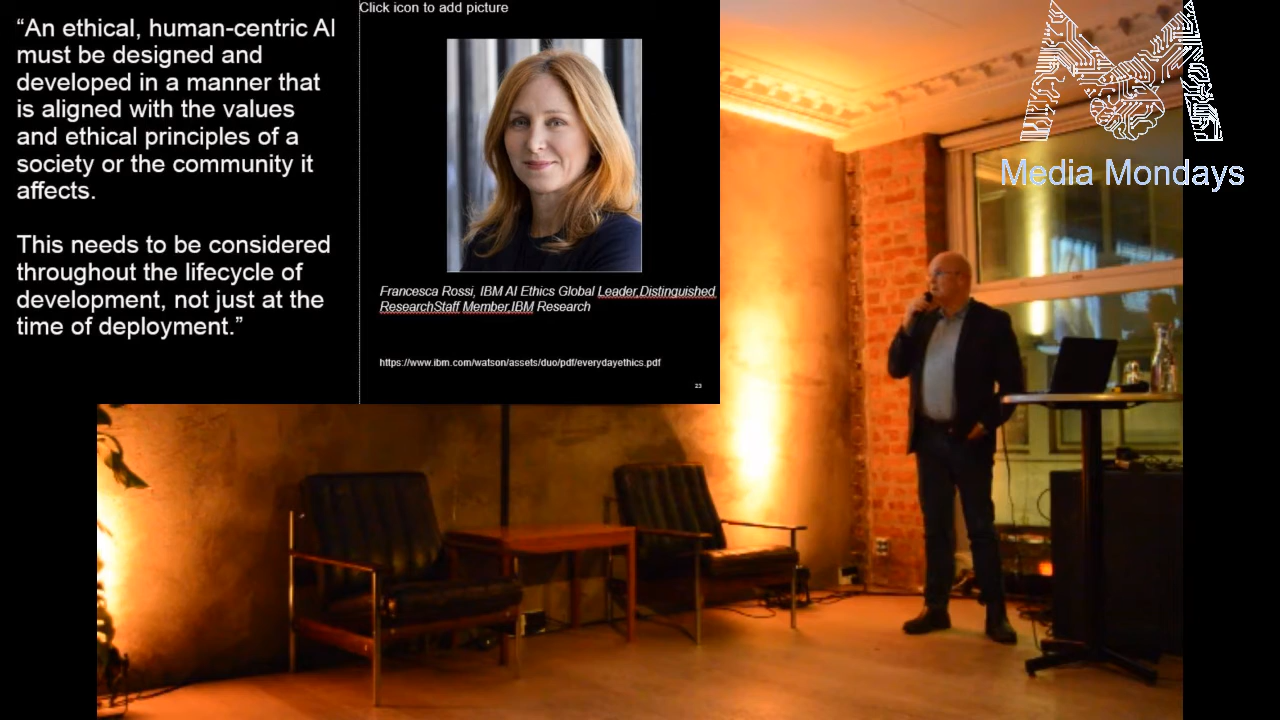 “An ethical, human-centric AI
must be designed and
developed in a manner that
is aligned with the values
and ethical principles of a
society or the community it
affects.
This needs to be considered
throughout the lifecycle of
development, not just at the
time of deployment.”
Click icon to add picture
Francesca Rossi, IBM AI Ethics Global Leader,Distinguished
ResearchStaff Member,IBM Research
https://www.ibm.com/watson/assets/duo/pdf/everydayethics.pdf
23
Media Mondays